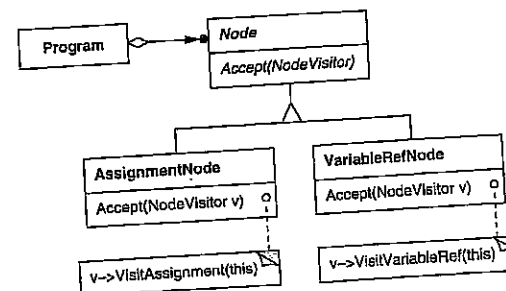 Program
Node
Accept(NodeVisitor)
AssignmentNode
Accept(NodeVisitor v)
v->VisitAssignment(this)
VariableRefNode
Accept(NodeVisitor v)
v->VisitVariableRef(this)